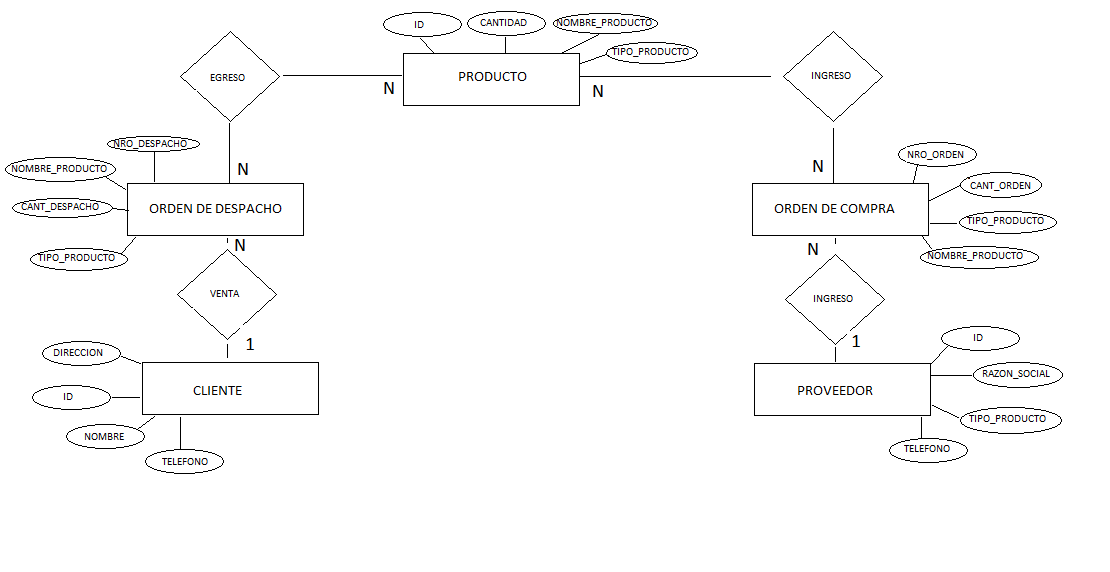 ID
CANTIDAD
NOMBRE_PRODUCTO
TIPO_PRODUCTO
EGRESO
PRODUCTO
INGRESO
N
N
NRO_DESPACHO
NOMBRE_PRODUCTO
CANT_DESPACHO
TIPO_PRODUCTO
N
ORDEN DE DESPACHO
N
VENTA
1
DIRECCION
ID
NOMBRE
TELEFONO
CLIENTE
N
NRO_ORDEN
CANT_ORDEN
TIPO_PRODUCTO
NOMBRE_PRODUCTO
ORDEN DE COMPRA
N
INGRESO
1
ID
RAZON_SOCIAL
TIPO_PRODUCTO
TELEFONO
PROVEEDOR